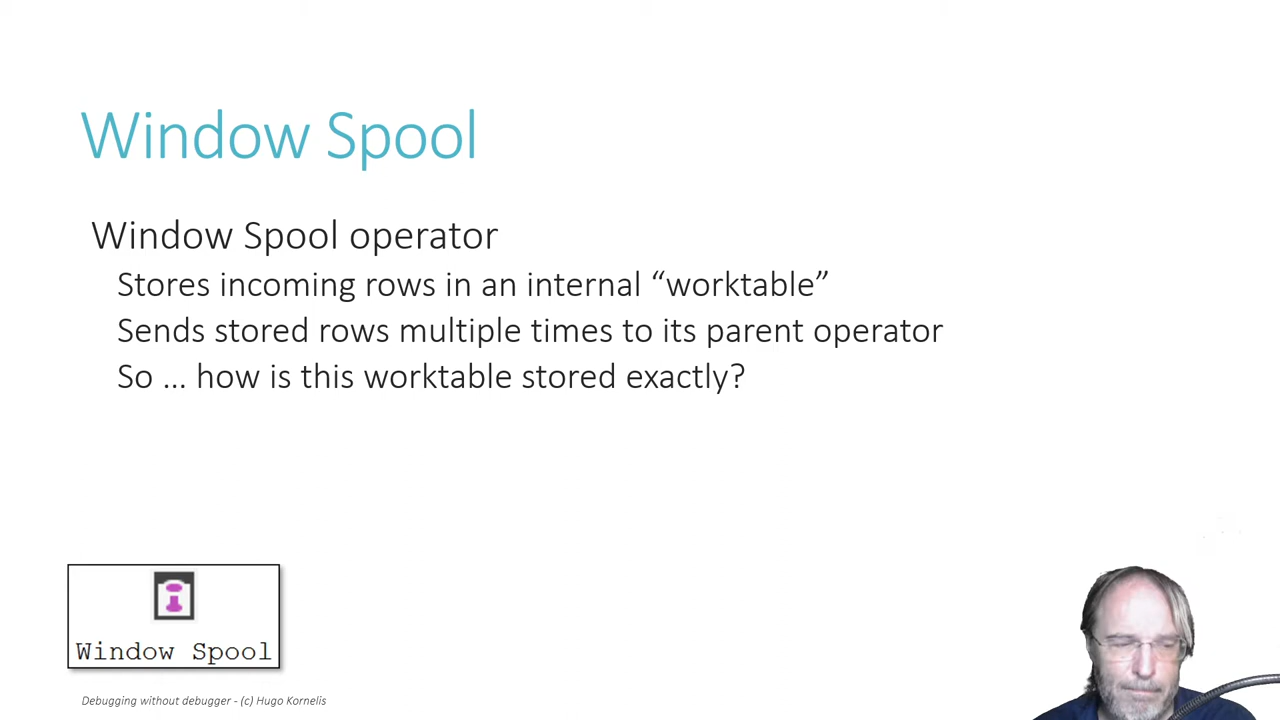 Window Spool
Window Spool operator
Stores incoming rows in an internal “worktable”
Sends stored rows multiple times to its parent operator
So … how is this worktable stored exactly?
Window Spool
Debugging without debugger - (c) Hugo Kornelis